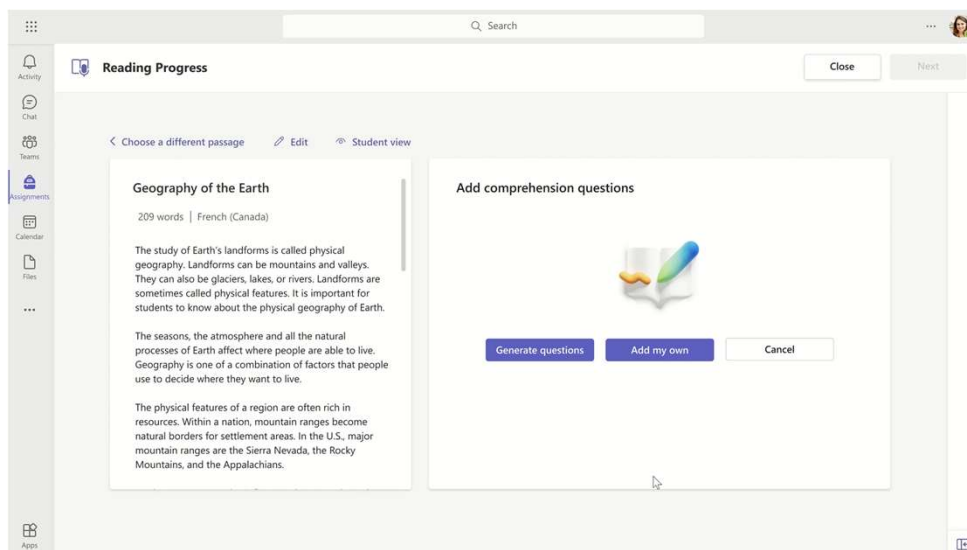 Search
Activity
Chat
Teams
Assignments
Calendar
Files
Apps
Reading Progress
Close
Next
Choose a different passage
Edit
Student view
Geography of the Earth
209 words | French (Canada)
The study of Earth's landforms is called physical
geography. Landforms can be mountains and valleys.
They can also be glaciers, lakes, or rivers. Landforms are
sometimes called physical features. It is important for
students to know about the physical geography of Earth.
The seasons, the atmosphere and all the natural
processes of Earth affect where people are able to live.
Geography is one of a combination of factors that people
use to decide where they want to live.
The physical features of a region are often rich in
resources. Within a nation, mountain ranges become
natural borders for settlement areas. In the U.S., major
mountain ranges are the Sierra Nevada, the Rocky
Mountains, and the Appalachians.
Add comprehension questions
Generate questions
Add my own
Cancel